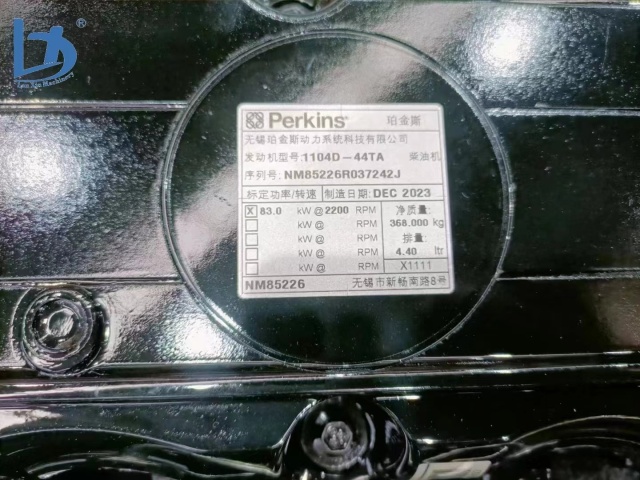 ®
Perkins® 珀金斯
无锡珀金斯动力系统科技有限公司
发动机型号:1104D-44TA 柴油机
序列号: NM85226R037242J
标定功率/转速 制造日期: DEC 2023
X 83.0 kW @ 2200 RPM 净质量:
kW @ RPM 368.000 kg
kW @ RPM 排量:
kW @ RPM 4.40 ltr
kW @ RPM X1111
NM85226 无锡市新畅南路8号